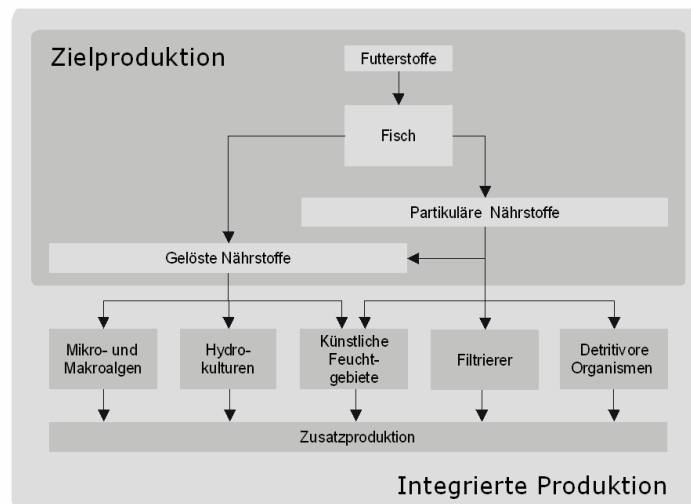 Zielproduktion
Futterstoffe
Fisch
Partikuläre Nährstoffe
Gelöste Nährstoffe
Mikro- und
Makroalgen
Hydro-
kulturen
Künstliche
Feucht-
gebiete
Filtrierer
Detritivore
Organismen
Zusatzproduktion
Integrierte Produktion